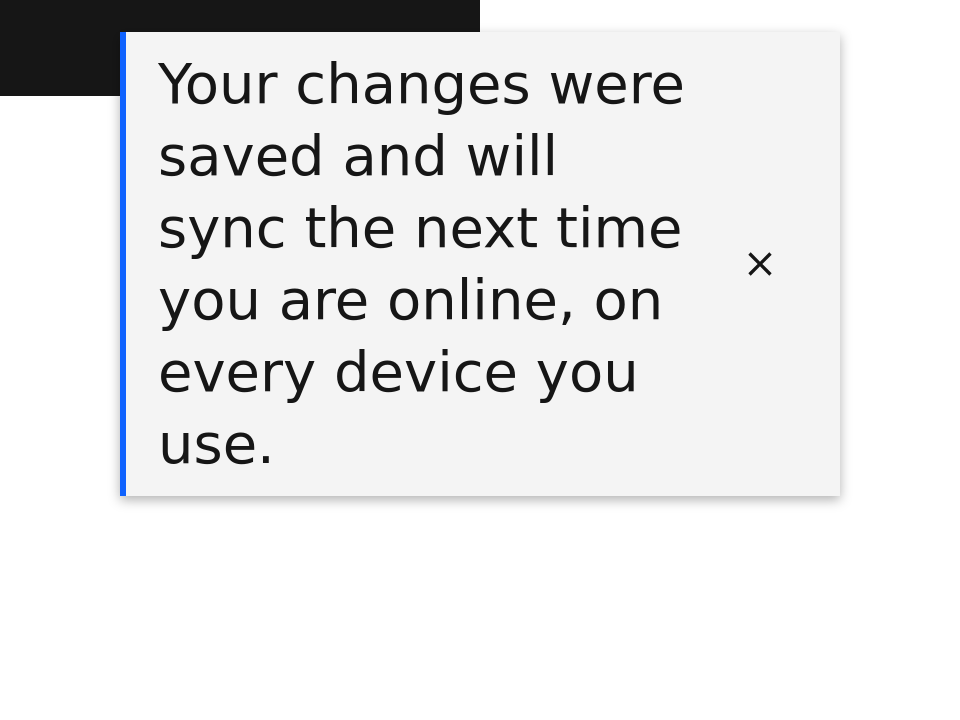 Your changes were
saved and will
sync the next time
you are online, on
every device you
use.